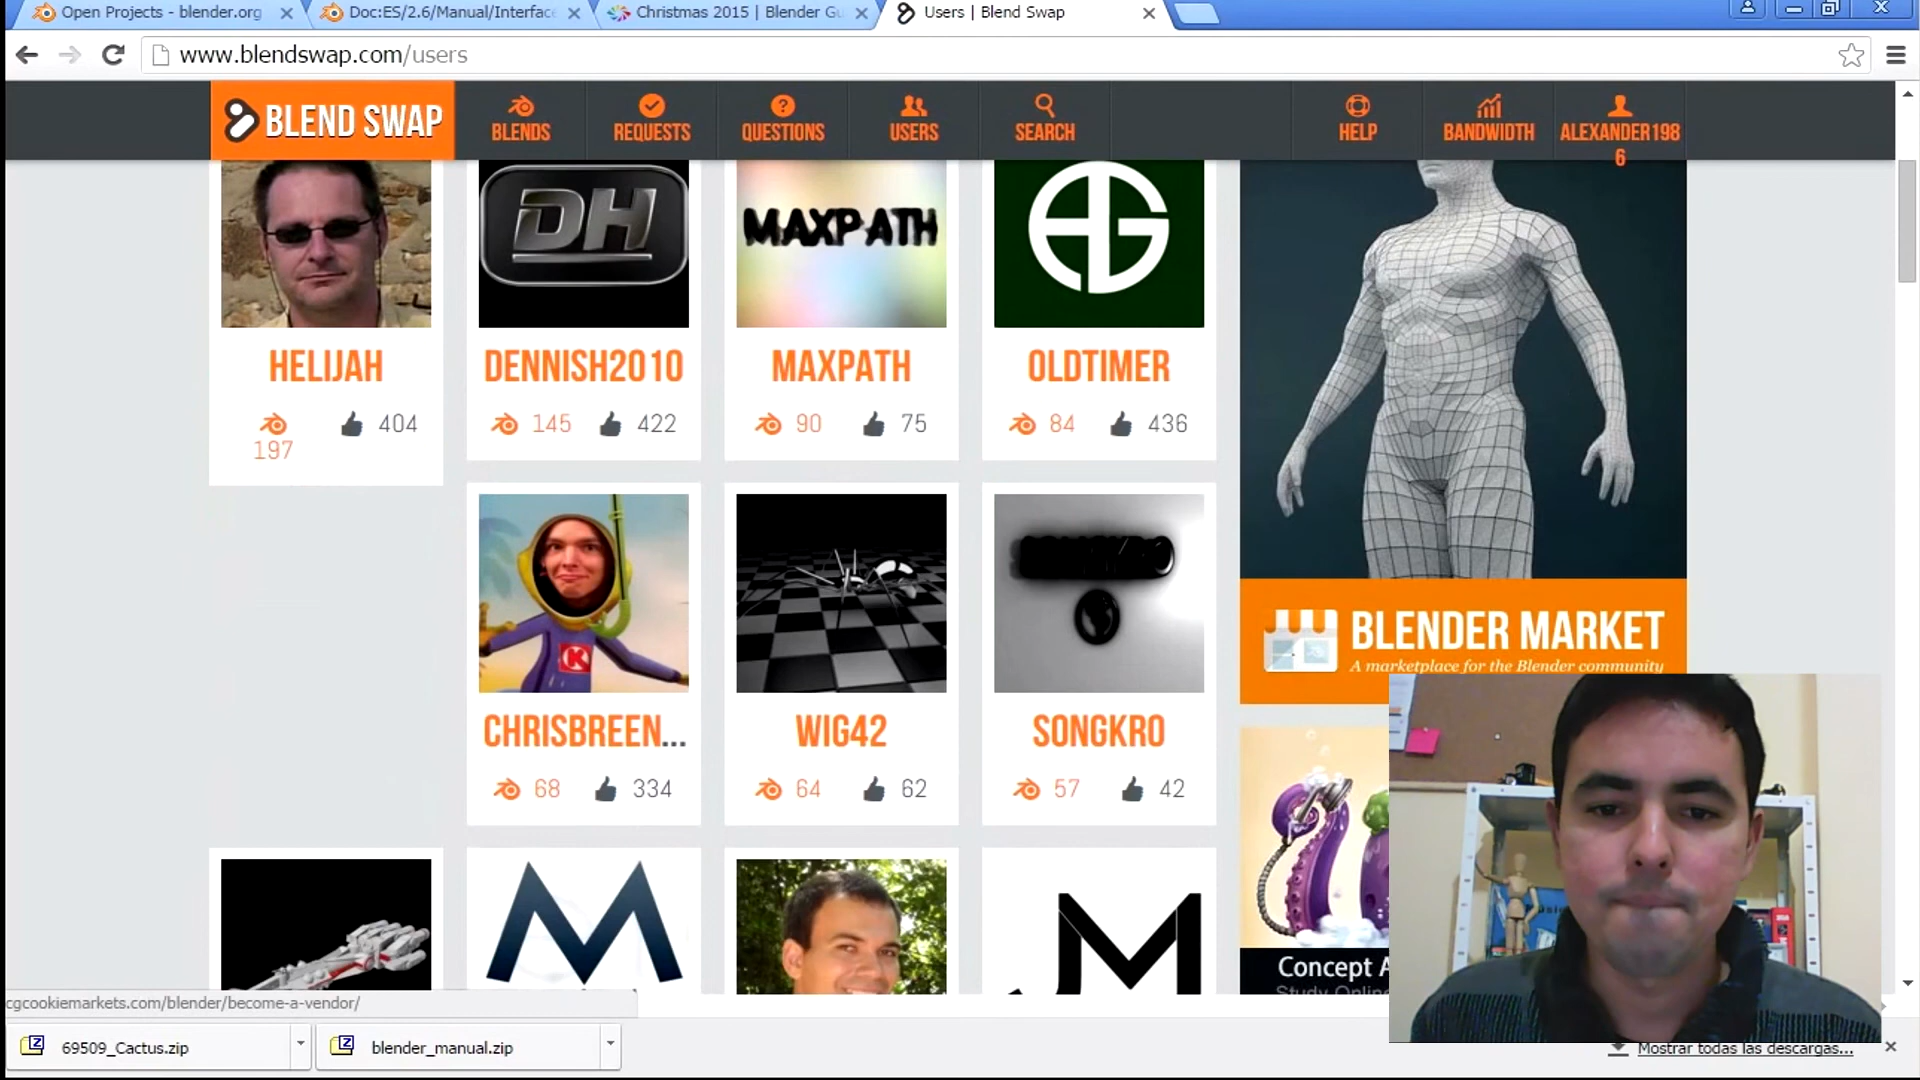 Open Projects - blender.org
Doc:ES/2.6/Manual/Interface
Christmas 2015 | Blender Gu
Users | Blend Swap
www.blendswap.com/users
BLEND SWAP
BLENDS
REQUESTS
QUESTIONS
USERS
SEARCH
HELP
BANDWIDTH
ALEXANDER198
6
DH
MAXPATH
HELIJAH
DENNISH2010
MAXPATH
OLDTIMER
197
404
145
422
90
75
84
436
K
BLENDER MARKET
A marketplace for the Blender community
CHRISBREEN...
WIG42
SONGKRO
68
334
64
62
57
42
M
M
Concept A
Study Online
cgcookiemarkets.com/blender/become-a-vendor/
69509_Cactus.zip
blender_manual.zip
Mostrar todas las descargas...